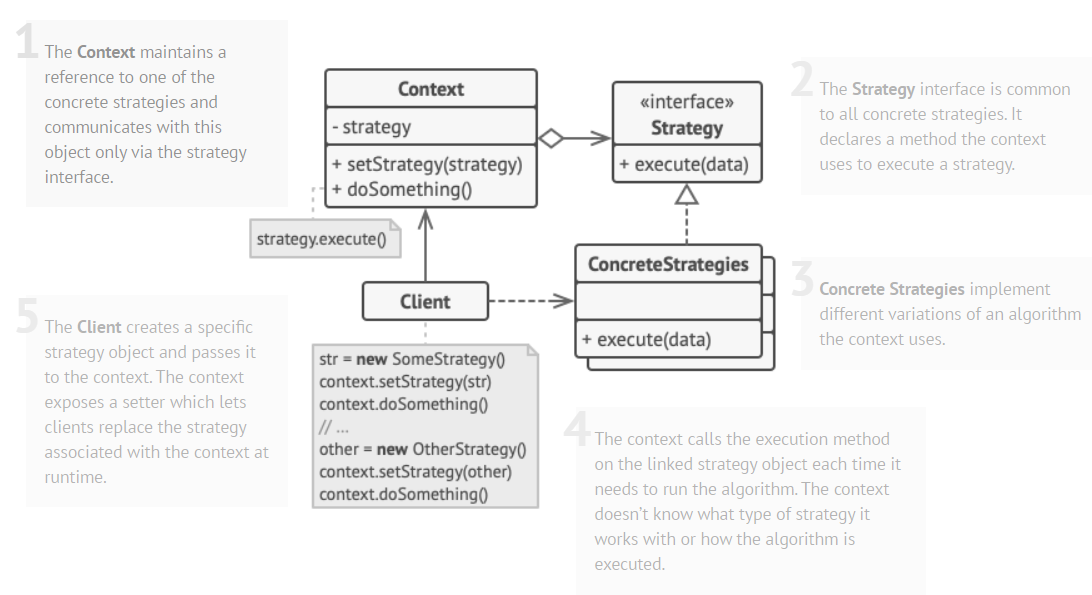 1
The Context maintains a
reference to one of the
concrete strategies and
communicates with this
object only via the strategy
interface.
Context
- strategy
+ setStrategy(strategy)
+ doSomething()
strategy.execute()
«interface»
Strategy
+ execute(data)
2
The Strategy interface is common
to all concrete strategies. It
declares a method the context
uses to execute a strategy.
ConcreteStrategies
+ execute(data)
3
Concrete Strategies implement
different variations of an algorithm
the context uses.
Client
str = new SomeStrategy()
context.setStrategy(str)
context.doSomething()
// ...
other = new OtherStrategy()
context.setStrategy(other)
context.doSomething()
4
The context calls the execution method
on the linked strategy object each time it
needs to run the algorithm. The context
doesn’t know what type of strategy it
works with or how the algorithm is
executed.
5
The Client creates a specific
strategy object and passes it
to the context. The context
exposes a setter which lets
clients replace the strategy
associated with the context at
runtime.